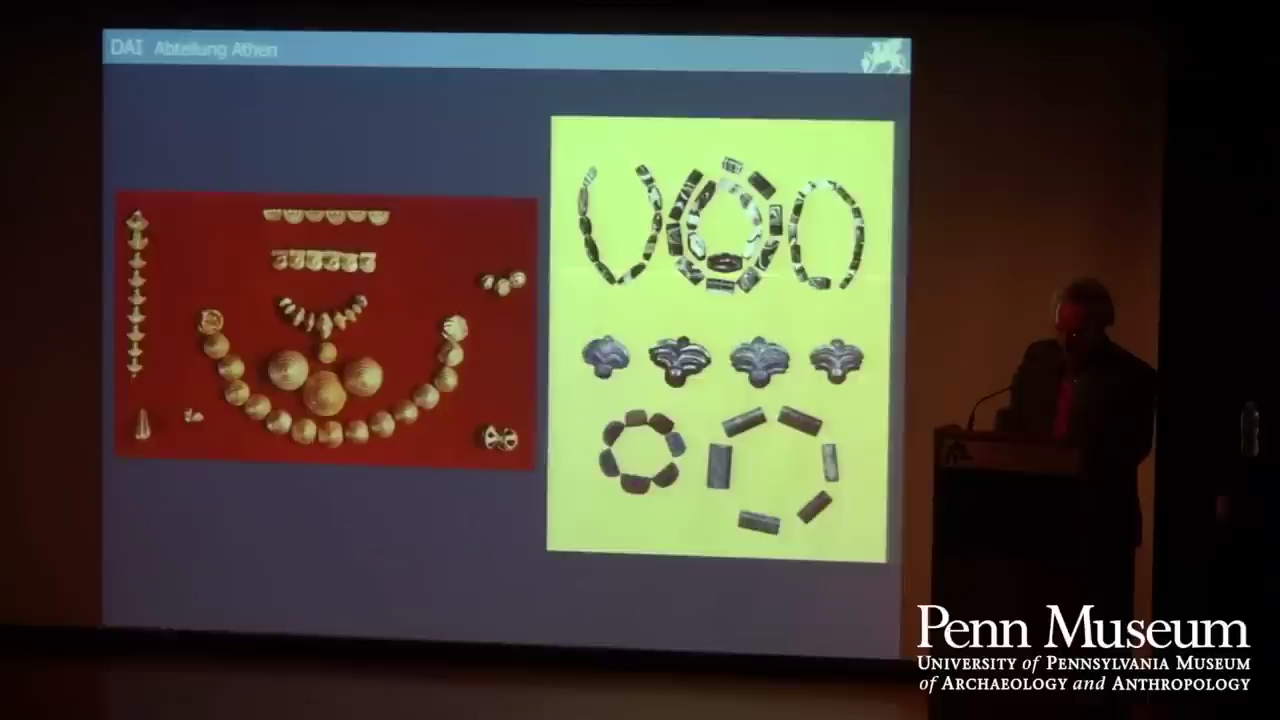 DAI Abteilung Athen
Penn Museum
UNIVERSITY of PENNSYLVANIA MUSEUM
of ARCHAEOLOGY and ANTHROPOLOGY